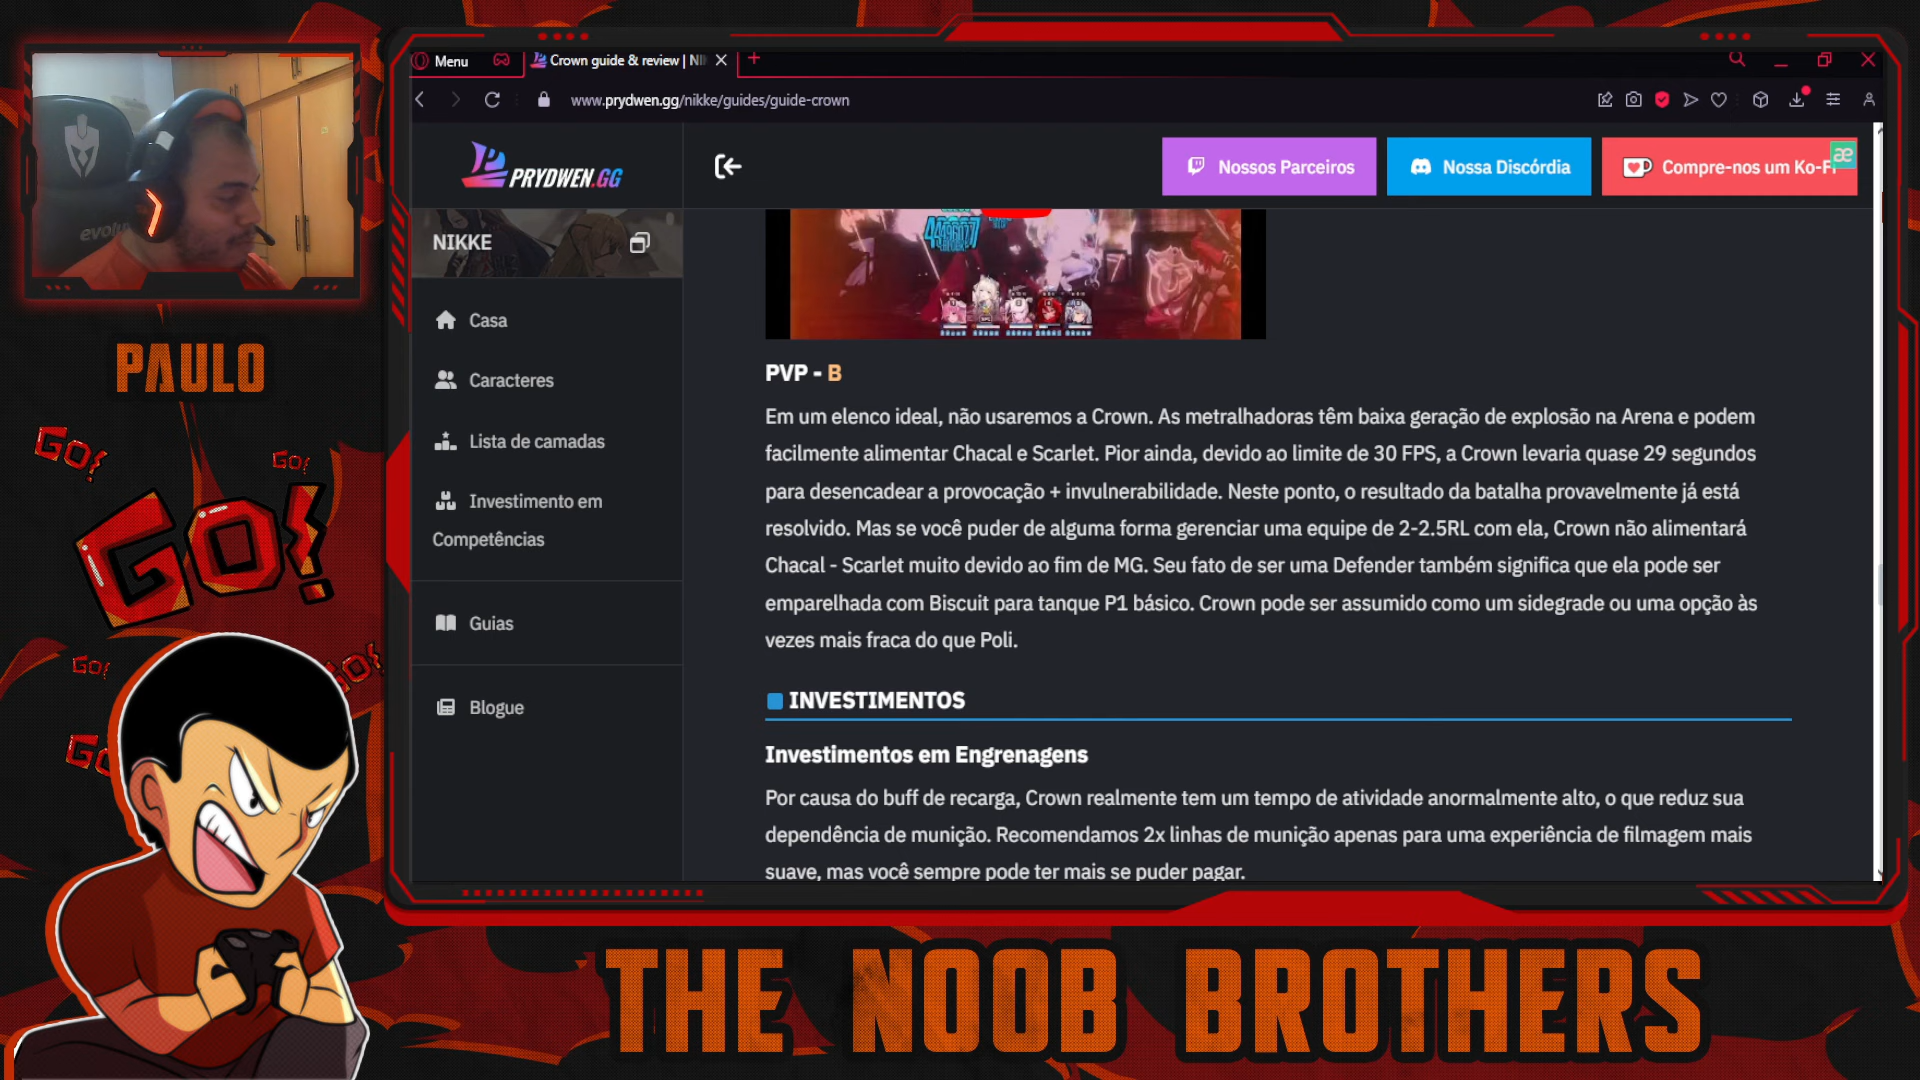 Menu
Crown guide & review | NI
www.prydwen.gg/nikke/guides/guide-crown
PRYDWEN.GG
Nossos Parceiros
Nossa Discórdia
Compre-nos um Ko-Fi
æ
NIKKE
Casa
Caracteres
Lista de camadas
Investimento em
Competências
Guias
Blogue
PVP - B
Em um elenco ideal, não usaremos a Crown. As metralhadoras têm baixa geração de explosão na Arena e podem
facilmente alimentar Chacal e Scarlet. Pior ainda, devido ao limite de 30 FPS, a Crown levaria quase 29 segundos
para desencadear a provocação + invulnerabilidade. Neste ponto, o resultado da batalha provavelmente já está
resolvido. Mas se você puder de alguma forma gerenciar uma equipe de 2-2.5RL com ela, Crown não alimentará
Chacal - Scarlet muito devido ao fim de MG. Seu fato de ser uma Defender também significa que ela pode ser
emparelhada com Biscuit para tanque P1 básico. Crown pode ser assumido como um sidegrade ou uma opção às
vezes mais fraca do que Poli.
INVESTIMENTOS
Investimentos em Engrenagens
Por causa do buff de recarga, Crown realmente tem um tempo de atividade anormalmente alto, o que reduz sua
dependência de munição. Recomendamos 2x linhas de munição apenas para uma experiência de filmagem mais
suave, mas você sempre pode ter mais se puder pagar.
PAULO
GO!
GO!
GO!
GO!
GO!
THE NOOB BROTHERS